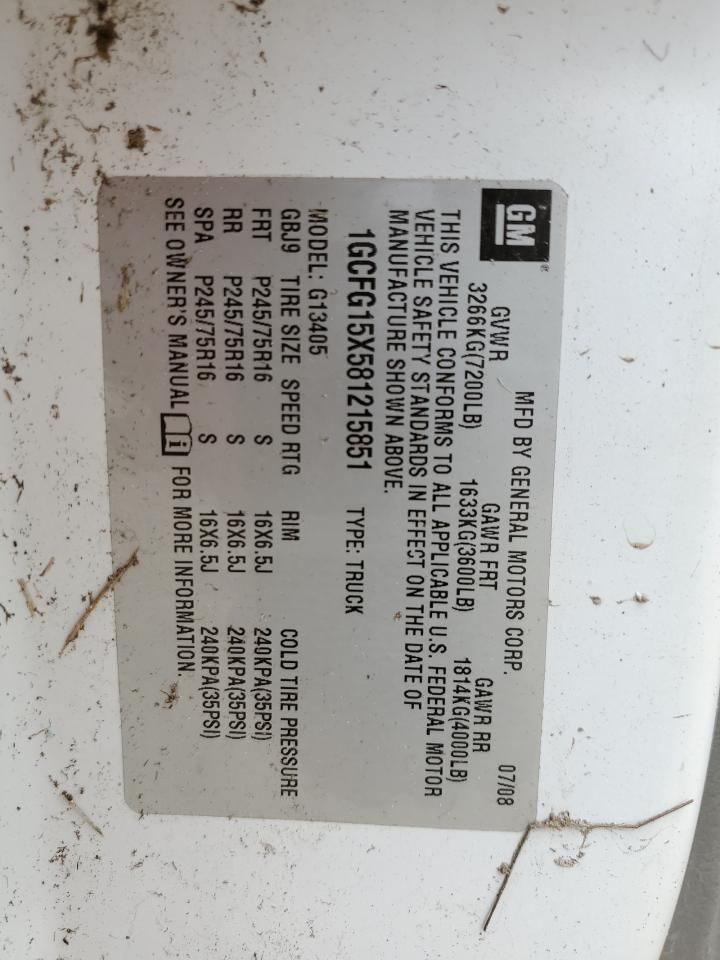 GM
MFD BY GENERAL MOTORS CORP. 07/08
GVWR GAWR FRT GAWR RR
3266KG(7200LB) 1633KG(3600LB) 1814KG(4000LB)
THIS VEHICLE CONFORMS TO ALL APPLICABLE U.S. FEDERAL MOTOR
VEHICLE SAFETY STANDARDS IN EFFECT ON THE DATE OF
MANUFACTURE SHOWN ABOVE.
1GCFG15X581215851 TYPE: TRUCK
MODEL: G13405
GBJ9 TIRE SIZE SPEED RTG RIM COLD TIRE PRESSURE
FRT P245/75R16 S 16X6.5J 240KPA(35PSI)
RR P245/75R16 S 16X6.5J 240KPA(35PSI)
SPA P245/75R16 S 16X6.5J 240KPA(35PSI)
SEE OWNER'S MANUAL i FOR MORE INFORMATION.